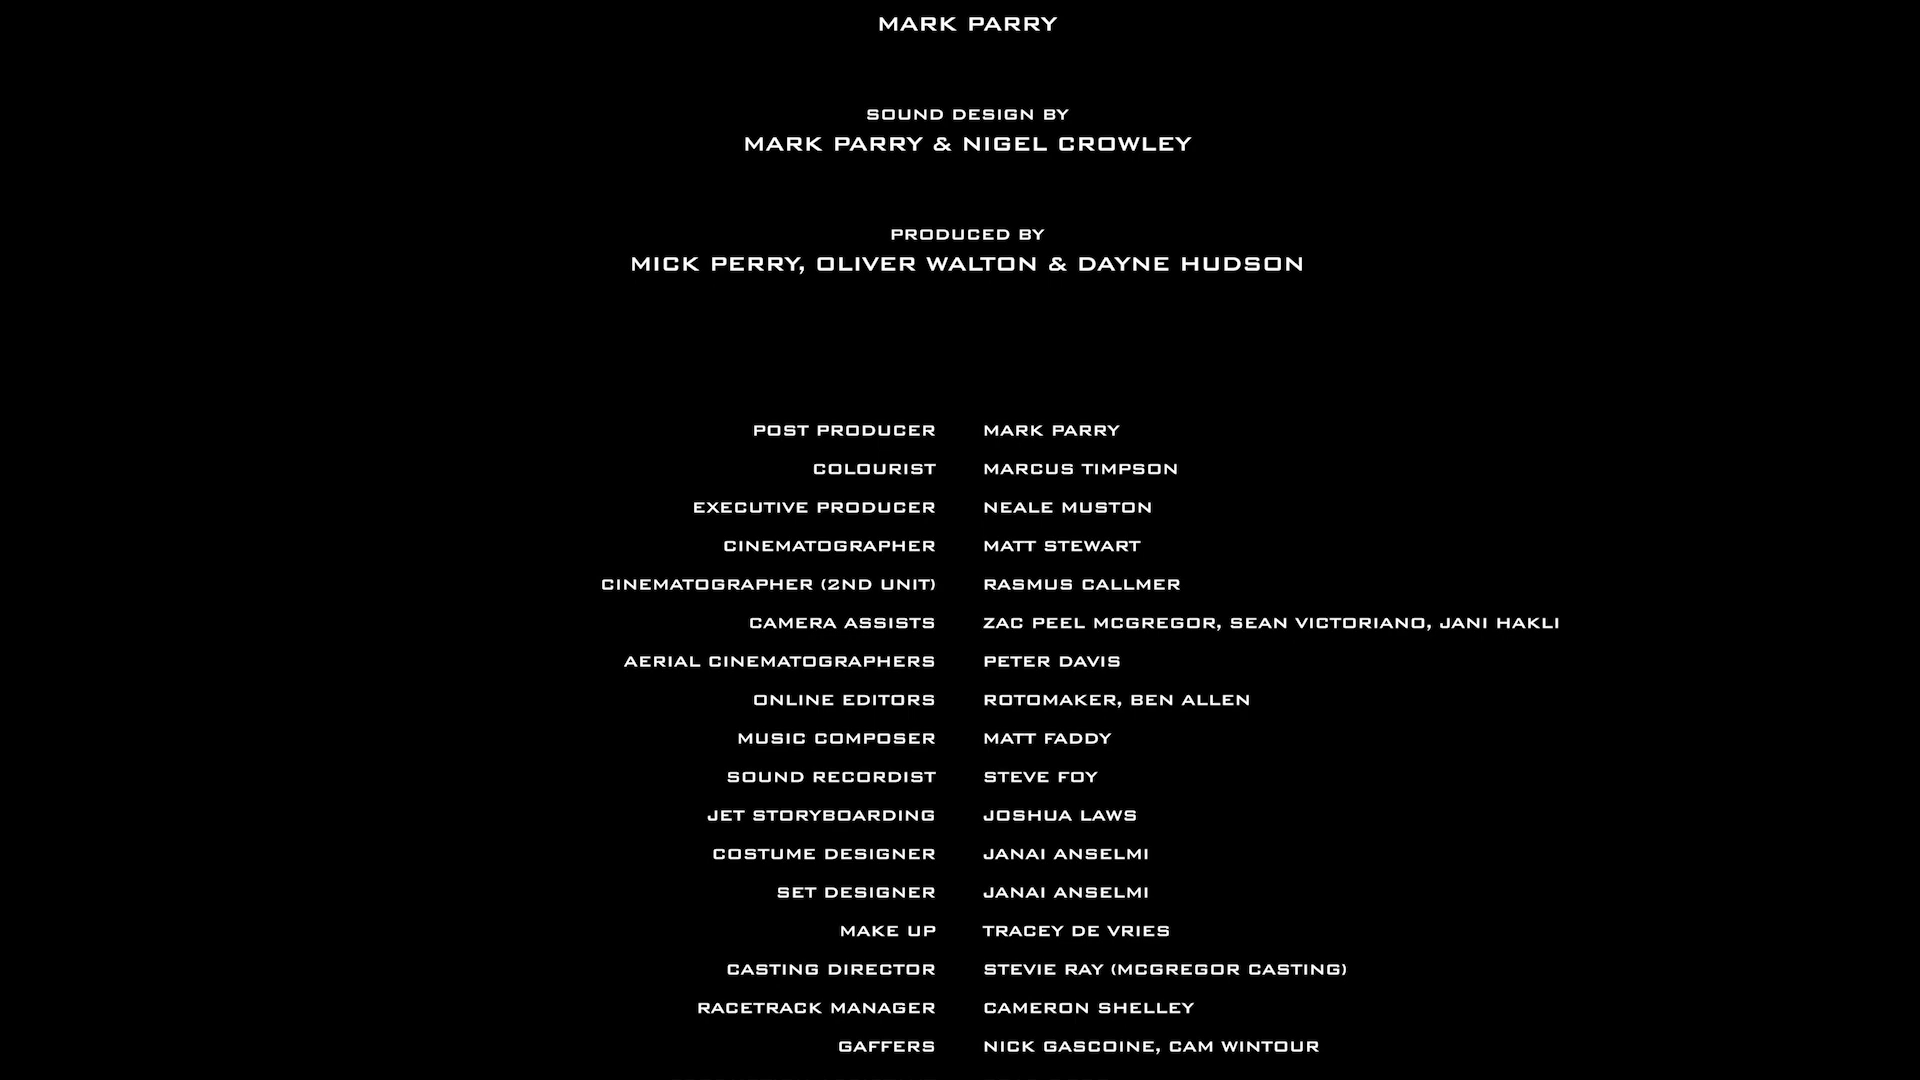 MARK PARRY
SOUND DESIGN BY
MARK PARRY & NIGEL CROWLEY
PRODUCED BY
MICK PERRY, OLIVER WALTON & DAYNE HUDSON
POST PRODUCER MARK PARRY
COLOURIST MARCUS TIMPSON
EXECUTIVE PRODUCER NEALE MUSTON
CINEMATOGRAPHER MATT STEWART
CINEMATOGRAPHER (2ND UNIT) RASMUS CALLMER
CAMERA ASSISTS ZAC PEEL MCGREGOR, SEAN VICTORIANO, JANI HAKLI
AERIAL CINEMATOGRAPHERS PETER DAVIS
ONLINE EDITORS ROTOMAKER, BEN ALLEN
MUSIC COMPOSER MATT FADDY
SOUND RECORDIST STEVE FOY
JET STORYBOARDING JOSHUA LAWS
COSTUME DESIGNER JANAI ANSELMI
SET DESIGNER JANAI ANSELMI
MAKE UP TRACEY DE VRIES
CASTING DIRECTOR STEVIE RAY (MCGREGOR CASTING)
RACETRACK MANAGER CAMERON SHELLEY
GAFFERS NICK GASCOINE, CAM WINTOUR